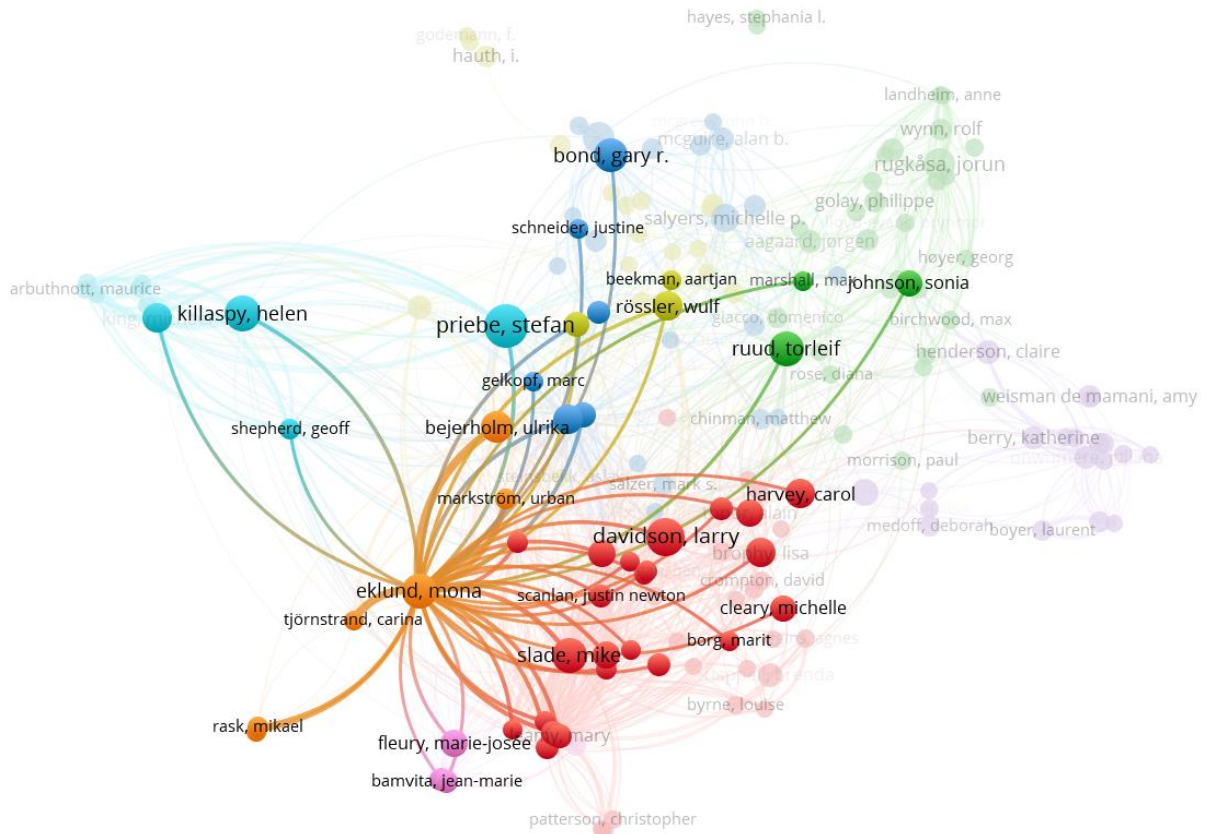 hayes, stephania l.
godemann, f.
hauth, i.
landheim, anne
wynn, rolf
mcguire, alan b.
bond, gary r.
rugkåsa, jorun
golay, philippe
salyers, michelle p.
schneider, justine
aagaard, jørgen
høyer, georg
beekman, aartjan
marshall, max
johnson, sonia
arbuthnott, maurice
rössler, wulf
killaspy, helen
giacco, domenico
birchwood, max
priebe, stefan
ruud, torleif
henderson, claire
rose, diana
gelkopf, marc
weisman de mamani, amy
chinman, matthew
shepherd, geoff
bejerholm, ulrika
berry, katherine
morrison, paul
salzer, mark s.
markström, urban
harvey, carol
medoff, deborah
boyer, laurent
davidson, larry
brophy, lisa
crompton, david
eklund, mona
scanlan, justin newton
cleary, michelle
tjörnstrand, carina
borg, marit
slade, mike
byrne, louise
rask, mikael
leamy, mary
fleury, marie-josée
bamvita, jean-marie
patterson, christopher